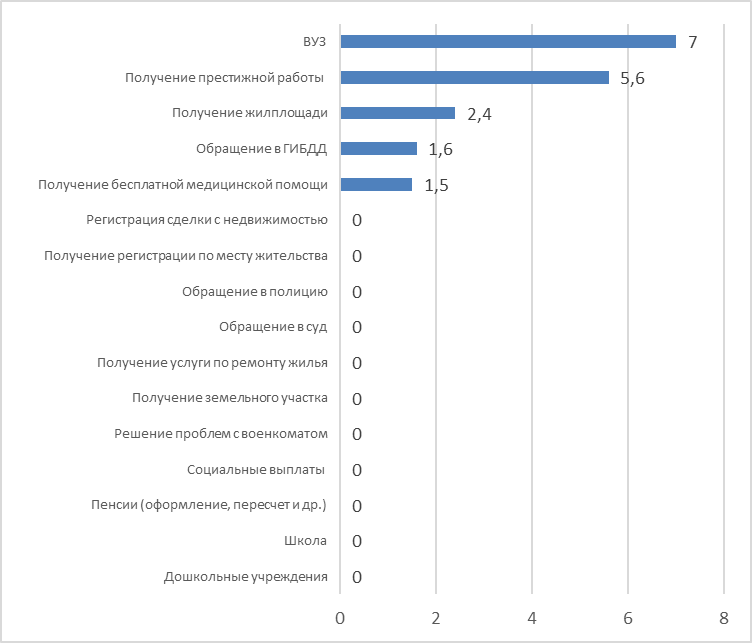 ВУЗ 7
Получение престижной работы 5,6
Получение жилплощади 2,4
Обращение в ГИБДД 1,6
Получение бесплатной медицинской помощи 1,5
Регистрация сделки с недвижимостью 0
Получение регистрации по месту жительства 0
Обращение в полицию 0
Обращение в суд 0
Получение услуги по ремонту жилья 0
Получение земельного участка 0
Решение проблем с военкоматом 0
Социальные выплаты 0
Пенсии (оформление, пересчет и др.) 0
Школа 0
Дошкольные учреждения 0
0 2 4 6 8